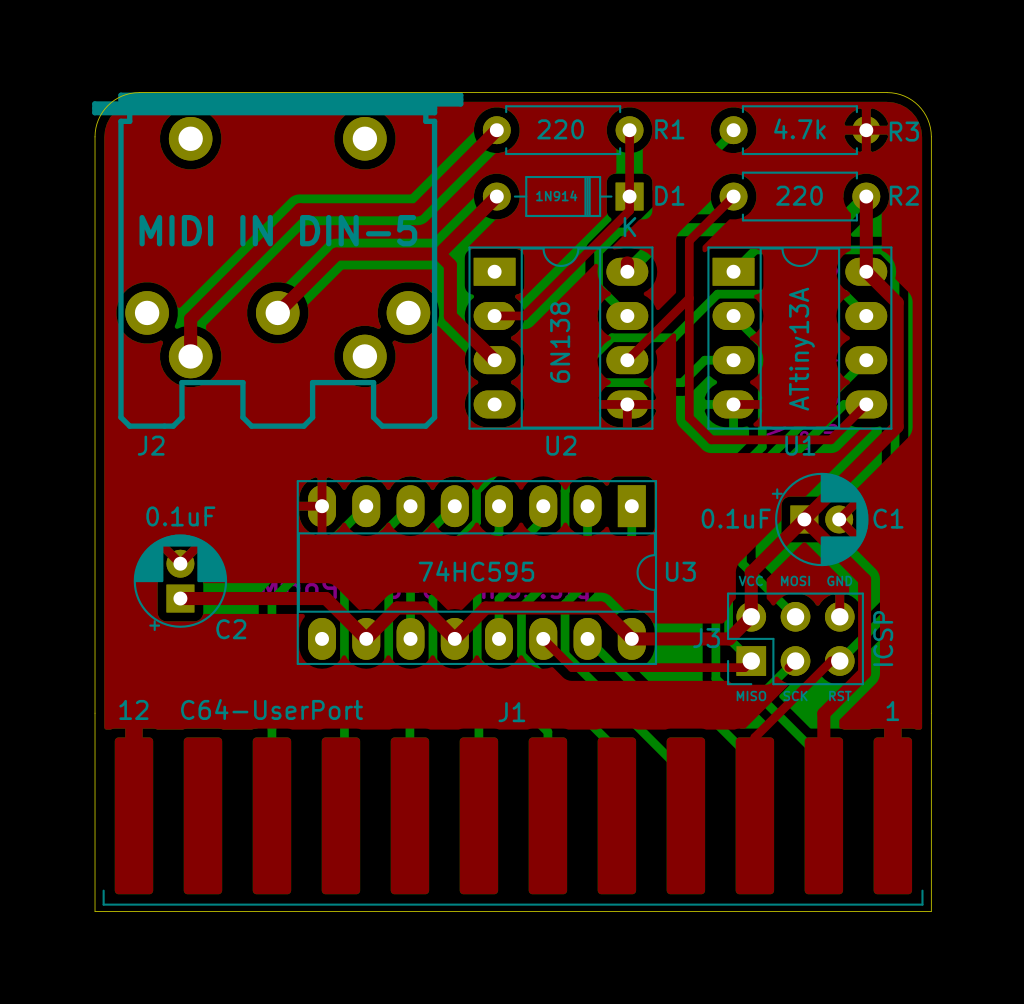 220 R1
4.7k R3
1N914 D1
220 R2
K
MIDI IN DIN-5
6N138
ATtiny13A
J2
U2
U1
0.1uF
+
0.1uF C1
74HC595 U3
VCC MOSI GND
+
C2
J3
ICSP
MISO SCK RST
12 C64-UserPort J1 1